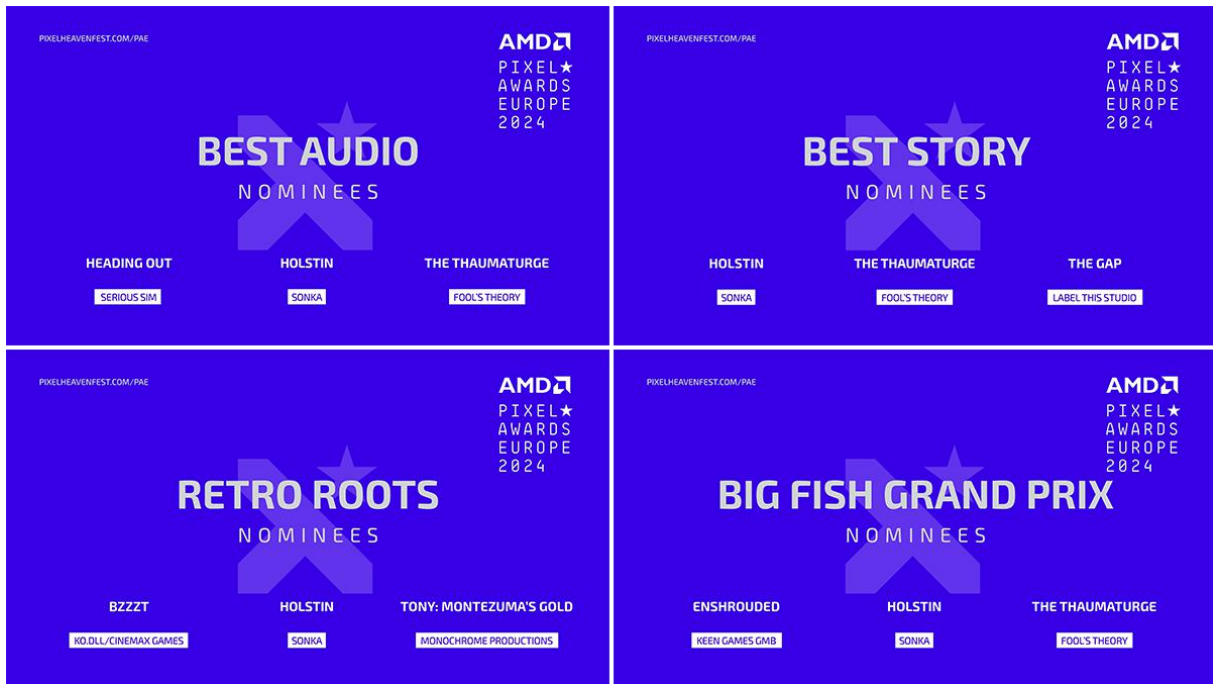 PIXELHEAVENFEST.COM/PAE
AMD
PIXEL★
AWARDS
EUROPE
2024
BEST AUDIO
NOMINEES
HEADING OUT
SERIOUS SIM
HOLSTIN
SONKA
THE THAUMATURGE
FOOL'S THEORY
PIXELHEAVENFEST.COM/PAE
AMD
PIXEL★
AWARDS
EUROPE
2024
BEST STORY
NOMINEES
HOLSTIN
SONKA
THE THAUMATURGE
FOOL'S THEORY
THE GAP
LABEL THIS STUDIO
PIXELHEAVENFEST.COM/PAE
AMD
PIXEL★
AWARDS
EUROPE
2024
RETRO ROOTS
NOMINEES
BZZZT
KO.DLL/CINEMAX GAMES
HOLSTIN
SONKA
TONY: MONTEZUMA'S GOLD
MONOCHROME PRODUCTIONS
PIXELHEAVENFEST.COM/PAE
AMD
PIXEL★
AWARDS
EUROPE
2024
BIG FISH GRAND PRIX
NOMINEES
ENSHROUDED
KEEN GAMES GMB
HOLSTIN
SONKA
THE THAUMATURGE
FOOL'S THEORY